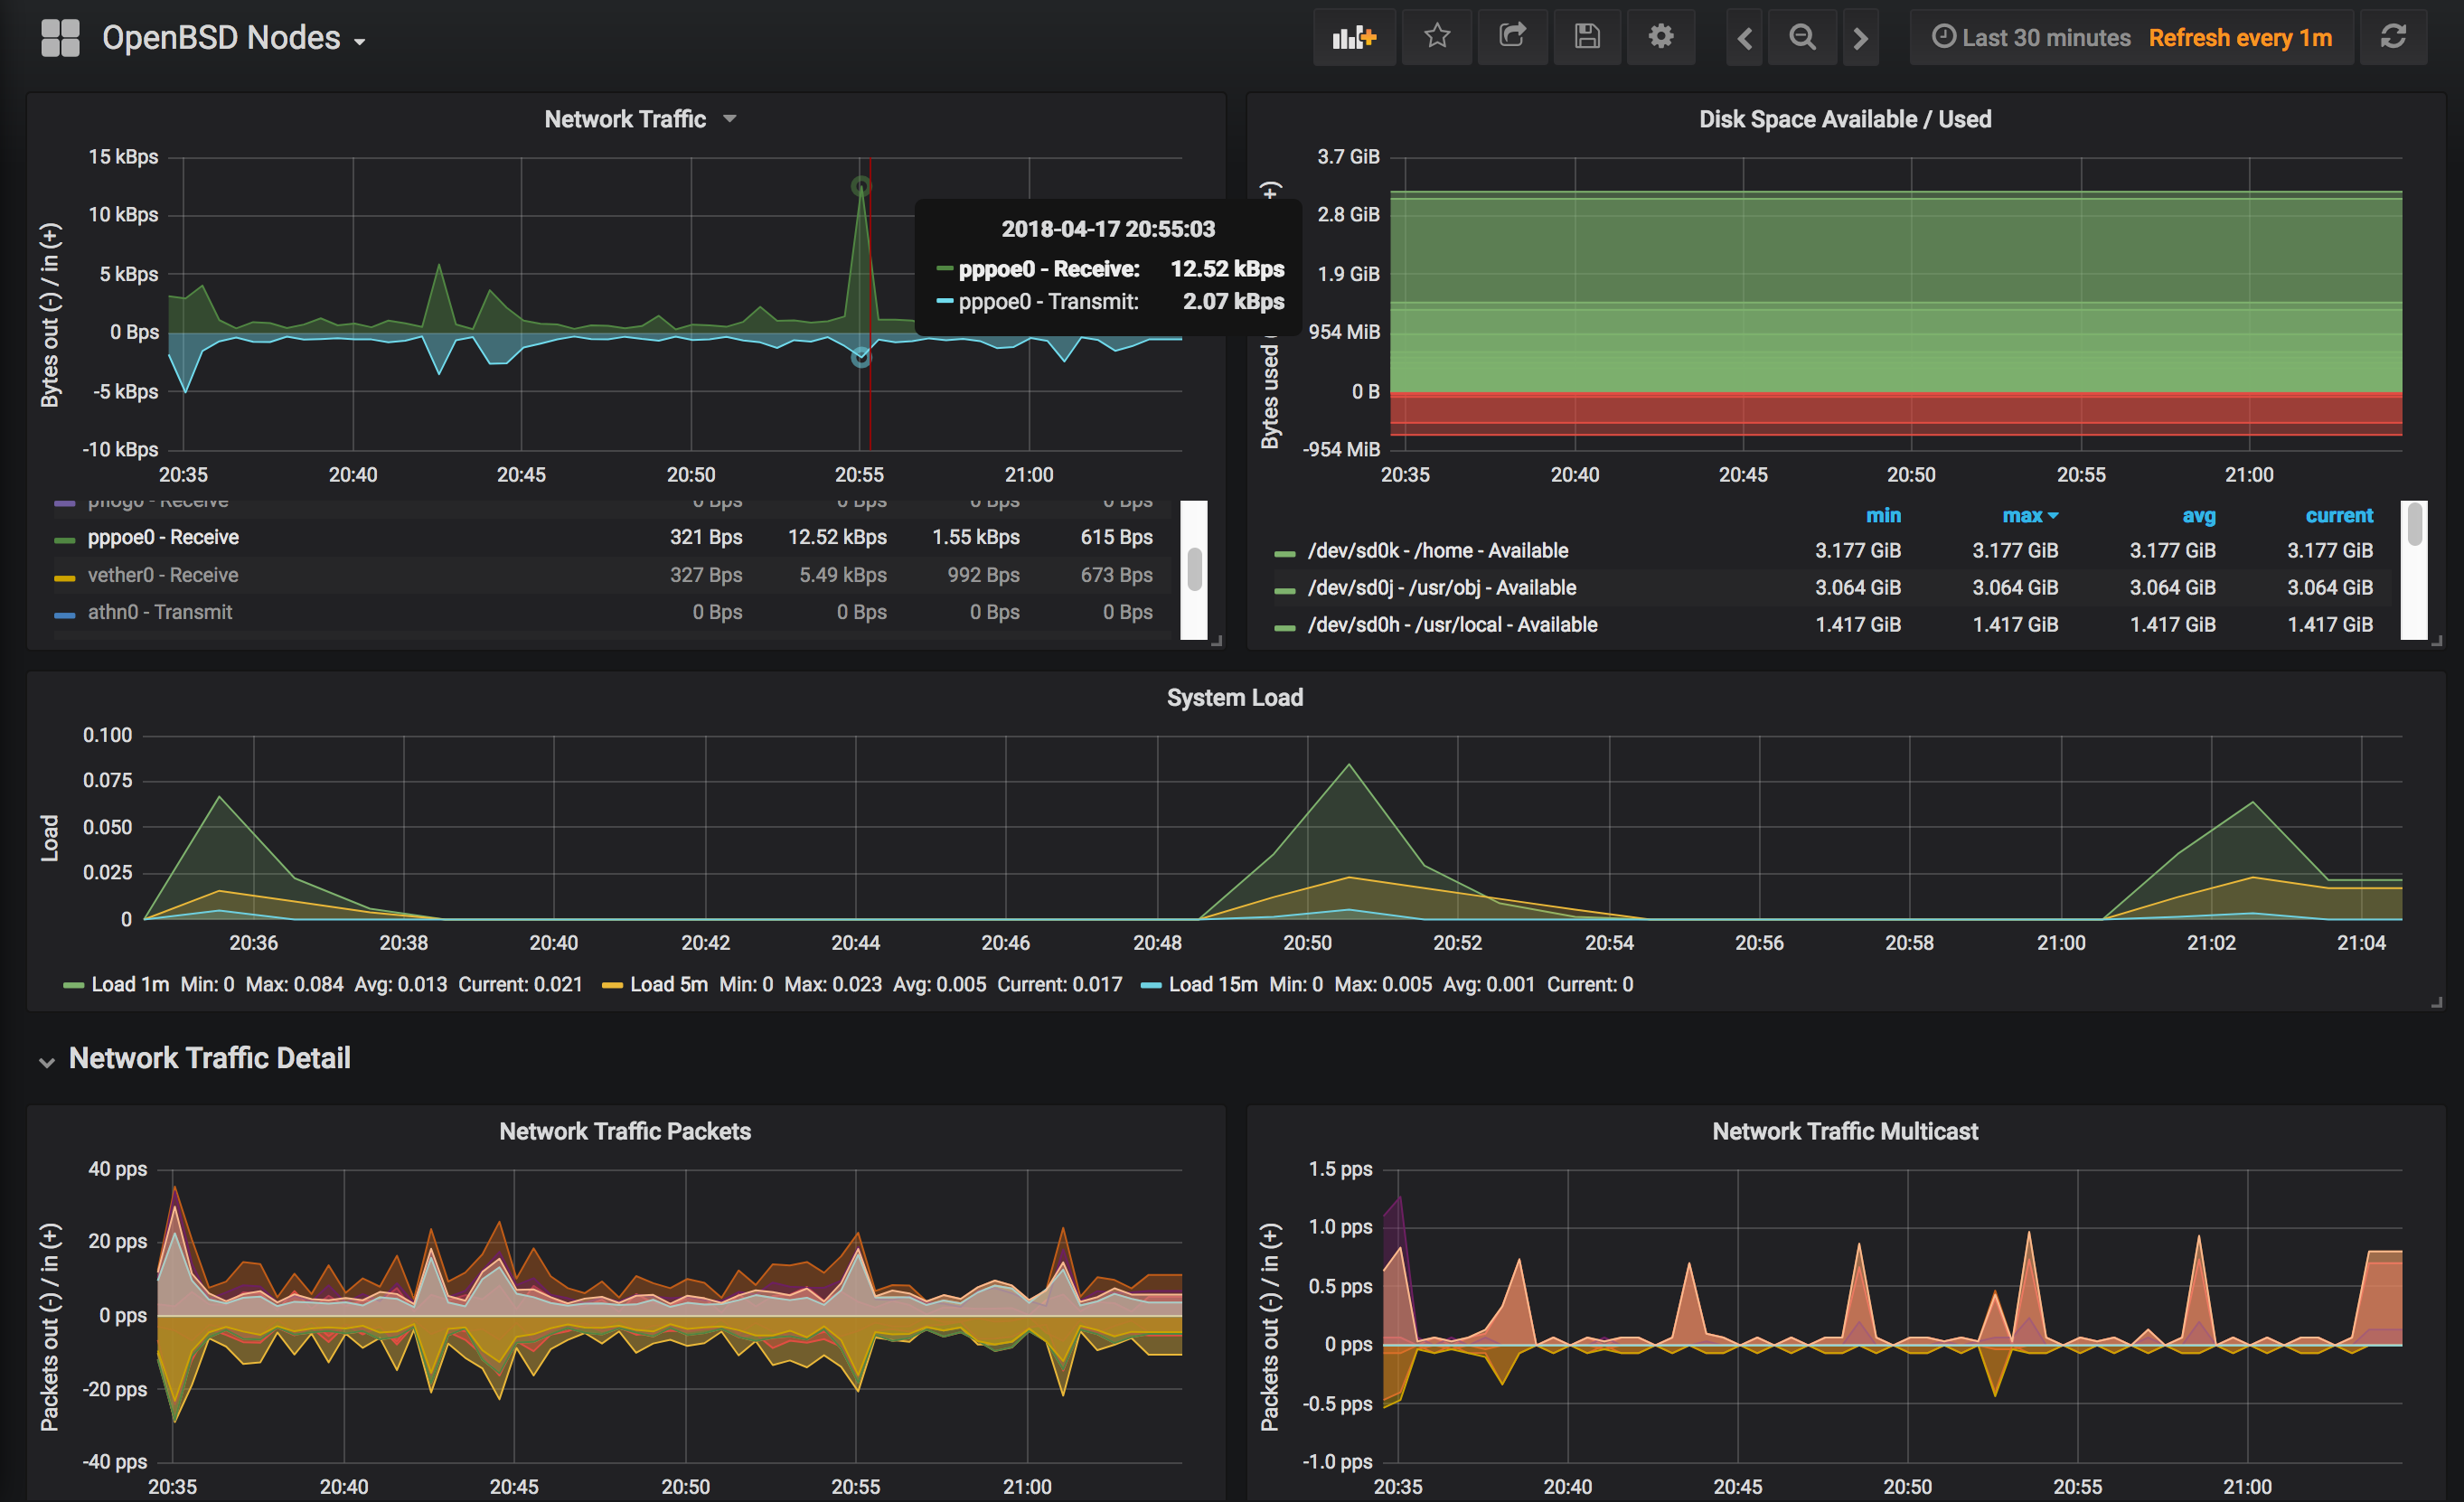 OpenBSD Nodes
Last 30 minutes Refresh every 1m
Network Traffic
Bytes out (-) / in (+)
15 kBps
10 kBps
5 kBps
0 Bps
-5 kBps
-10 kBps
20:35 20:40 20:45 20:50 20:55 21:00
2018-04-17 20:55:03
pppoe0 - Receive: 12.52 kBps
pppoe0 - Transmit: 2.07 kBps
Receive 0 Bps 0 Bps 0 Bps 0 Bps
pppoe0 - Receive 321 Bps 12.52 kBps 1.55 kBps 615 Bps
vether0 - Receive 327 Bps 5.49 kBps 992 Bps 673 Bps
athn0 - Transmit 0 Bps 0 Bps 0 Bps 0 Bps
Disk Space Available / Used
Bytes used (+)
3.7 GiB
2.8 GiB
1.9 GiB
954 MiB
0 B
-954 MiB
20:35 20:40 20:45 20:50 20:55 21:00
min max avg current
/dev/sd0k - /home - Available 3.177 GiB 3.177 GiB 3.177 GiB 3.177 GiB
/dev/sd0j - /usr/obj - Available 3.064 GiB 3.064 GiB 3.064 GiB 3.064 GiB
/dev/sd0h - /usr/local - Available 1.417 GiB 1.417 GiB 1.417 GiB 1.417 GiB
System Load
Load
0.100
0.075
0.050
0.025
0
20:36 20:38 20:40 20:42 20:44 20:46 20:48 20:50 20:52 20:54 20:56 20:58 21:00 21:02 21:04
Load 1m Min: 0 Max: 0.084 Avg: 0.013 Current: 0.021 Load 5m Min: 0 Max: 0.023 Avg: 0.005 Current: 0.017 Load 15m Min: 0 Max: 0.005 Avg: 0.001 Current: 0
Network Traffic Detail
Network Traffic Packets
Packets out (-) / in (+)
40 pps
20 pps
0 pps
-20 pps
-40 pps
20:35 20:40 20:45 20:50 20:55 21:00
Network Traffic Multicast
Packets out (-) / in (+)
1.5 pps
1.0 pps
0.5 pps
0 pps
-0.5 pps
-1.0 pps
20:35 20:40 20:45 20:50 20:55 21:00